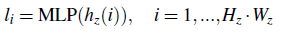 l_i = MLP(h_z(i)), i = 1,...,H_z · W_z